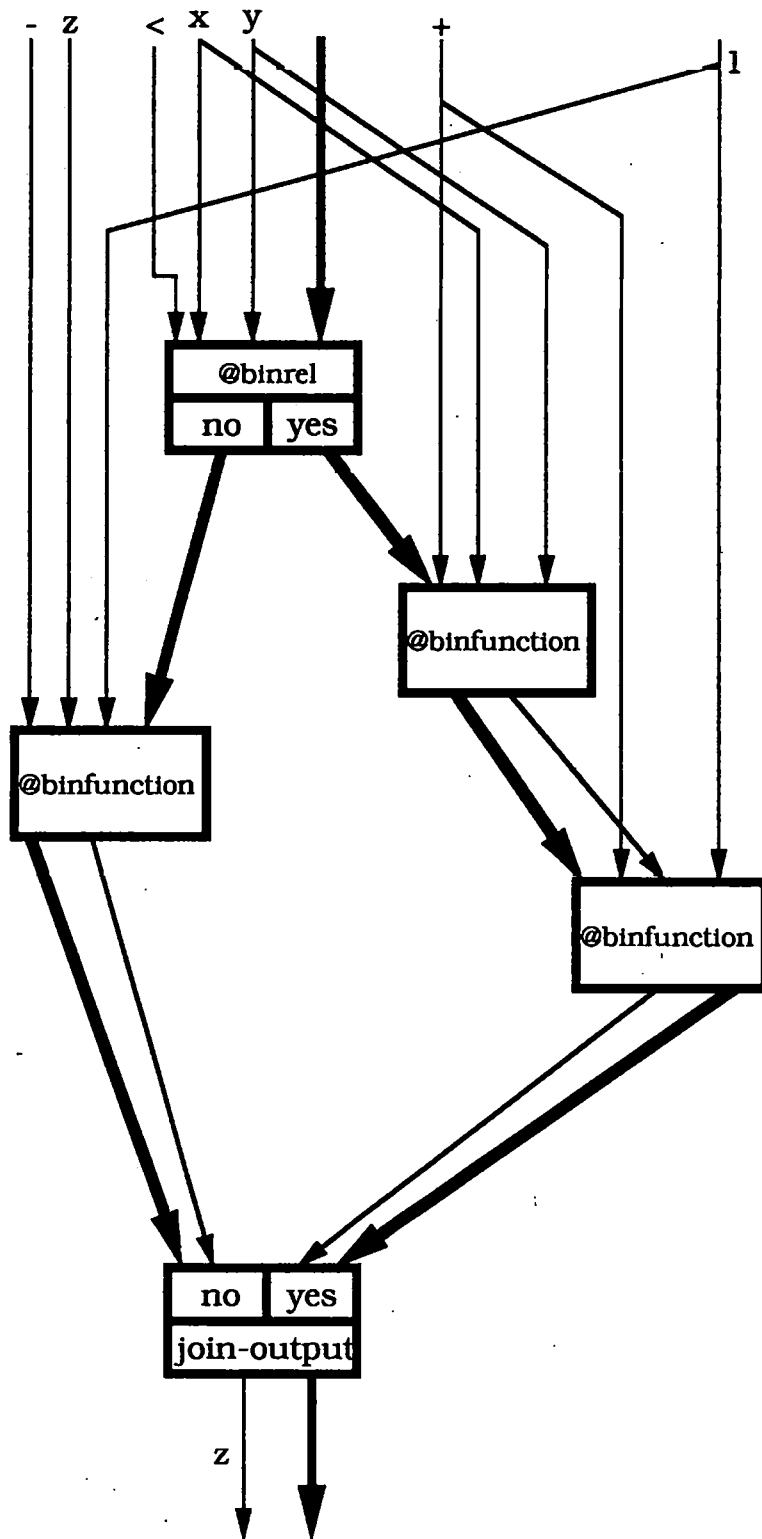 - z < x y +
1
@binrel
no yes
@binfunction
@binfunction
@binfunction
no yes
join-output
z